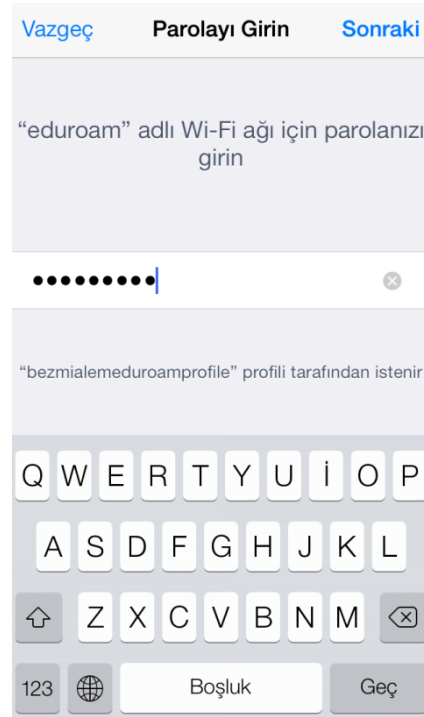 Vazgeç Parolayı Girin Sonraki
“eduroam” adlı Wi-Fi ağı için parolanızı
girin
“bezmialemeduroamprofile” profili tarafından istenir
Q W E R T Y U İ O P
A S D F G H J K L
Z X C V B N M
123 Boşluk Geç